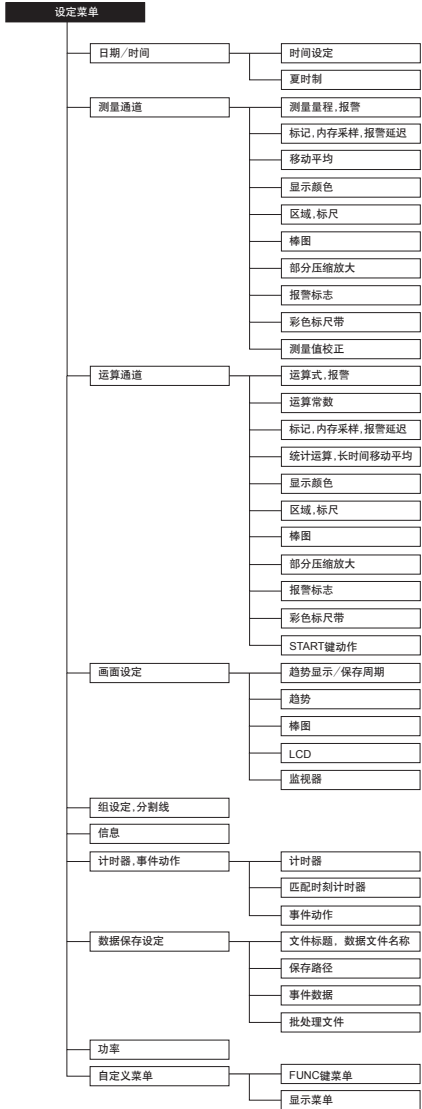 设定菜单
日期/时间
时间设定
夏时制
测量通道
测量量程,报警
标记,内存采样,报警延迟
移动平均
显示颜色
区域,标尺
棒图
部分压缩放大
报警标志
彩色标尺带
测量值校正
运算通道
运算式,报警
运算常数
标记,内存采样,报警延迟
统计运算,长时间移动平均
显示颜色
区域,标尺
棒图
部分压缩放大
报警标志
彩色标尺带
START键动作
画面设定
趋势显示/保存周期
趋势
棒图
LCD
监视器
组设定,分割线
信息
计时器,事件动作
计时器
匹配时刻计时器
事件动作
数据保存设定
文件标题, 数据文件名称
保存路径
事件数据
批处理文件
功率
自定义菜单
FUNC键菜单
显示菜单